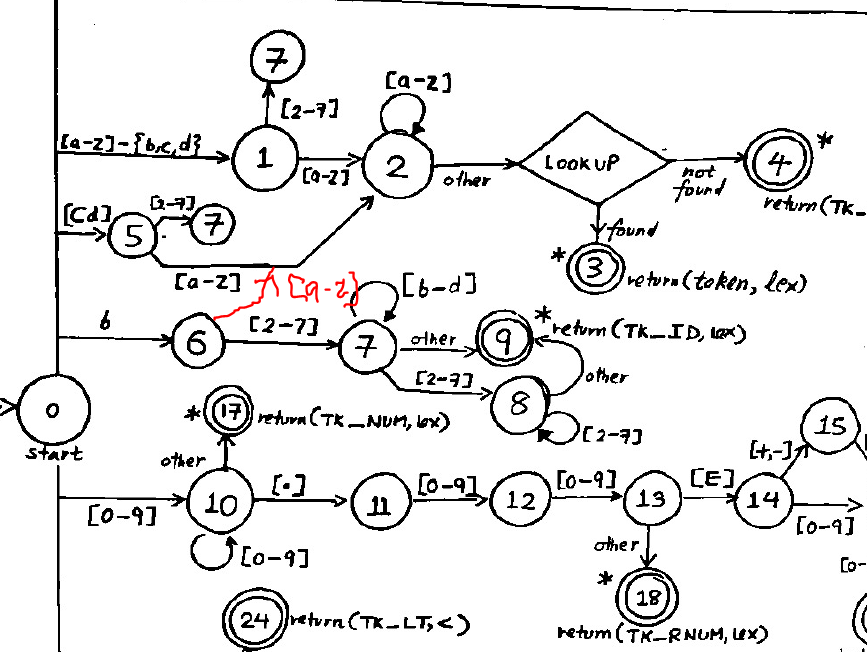 7
[2-7]
[a-z]
[a-z]-{b,c,d}
1
[a-z]
2
other
LOOKUP
not found
4
*
return(TK_
[Cd]
5
[2-7]
7
found
*
3
return(token, lex)
[a-z]
[a-z]
[b-d]
b
6
[2-7]
7
other
9
*
return(TK_ID, lex)
[2-7]
8
other
[2-7]
0
start
*
17
return(TK_NUM, lex)
other
[0-9]
10
[.]
11
[0-9]
12
[0-9]
13
[E]
14
[+,-]
15
[0-9]
[0-9]
other
[0-
*
18
return(TK_RNUM, lex)
24
return(TK_LT, <)